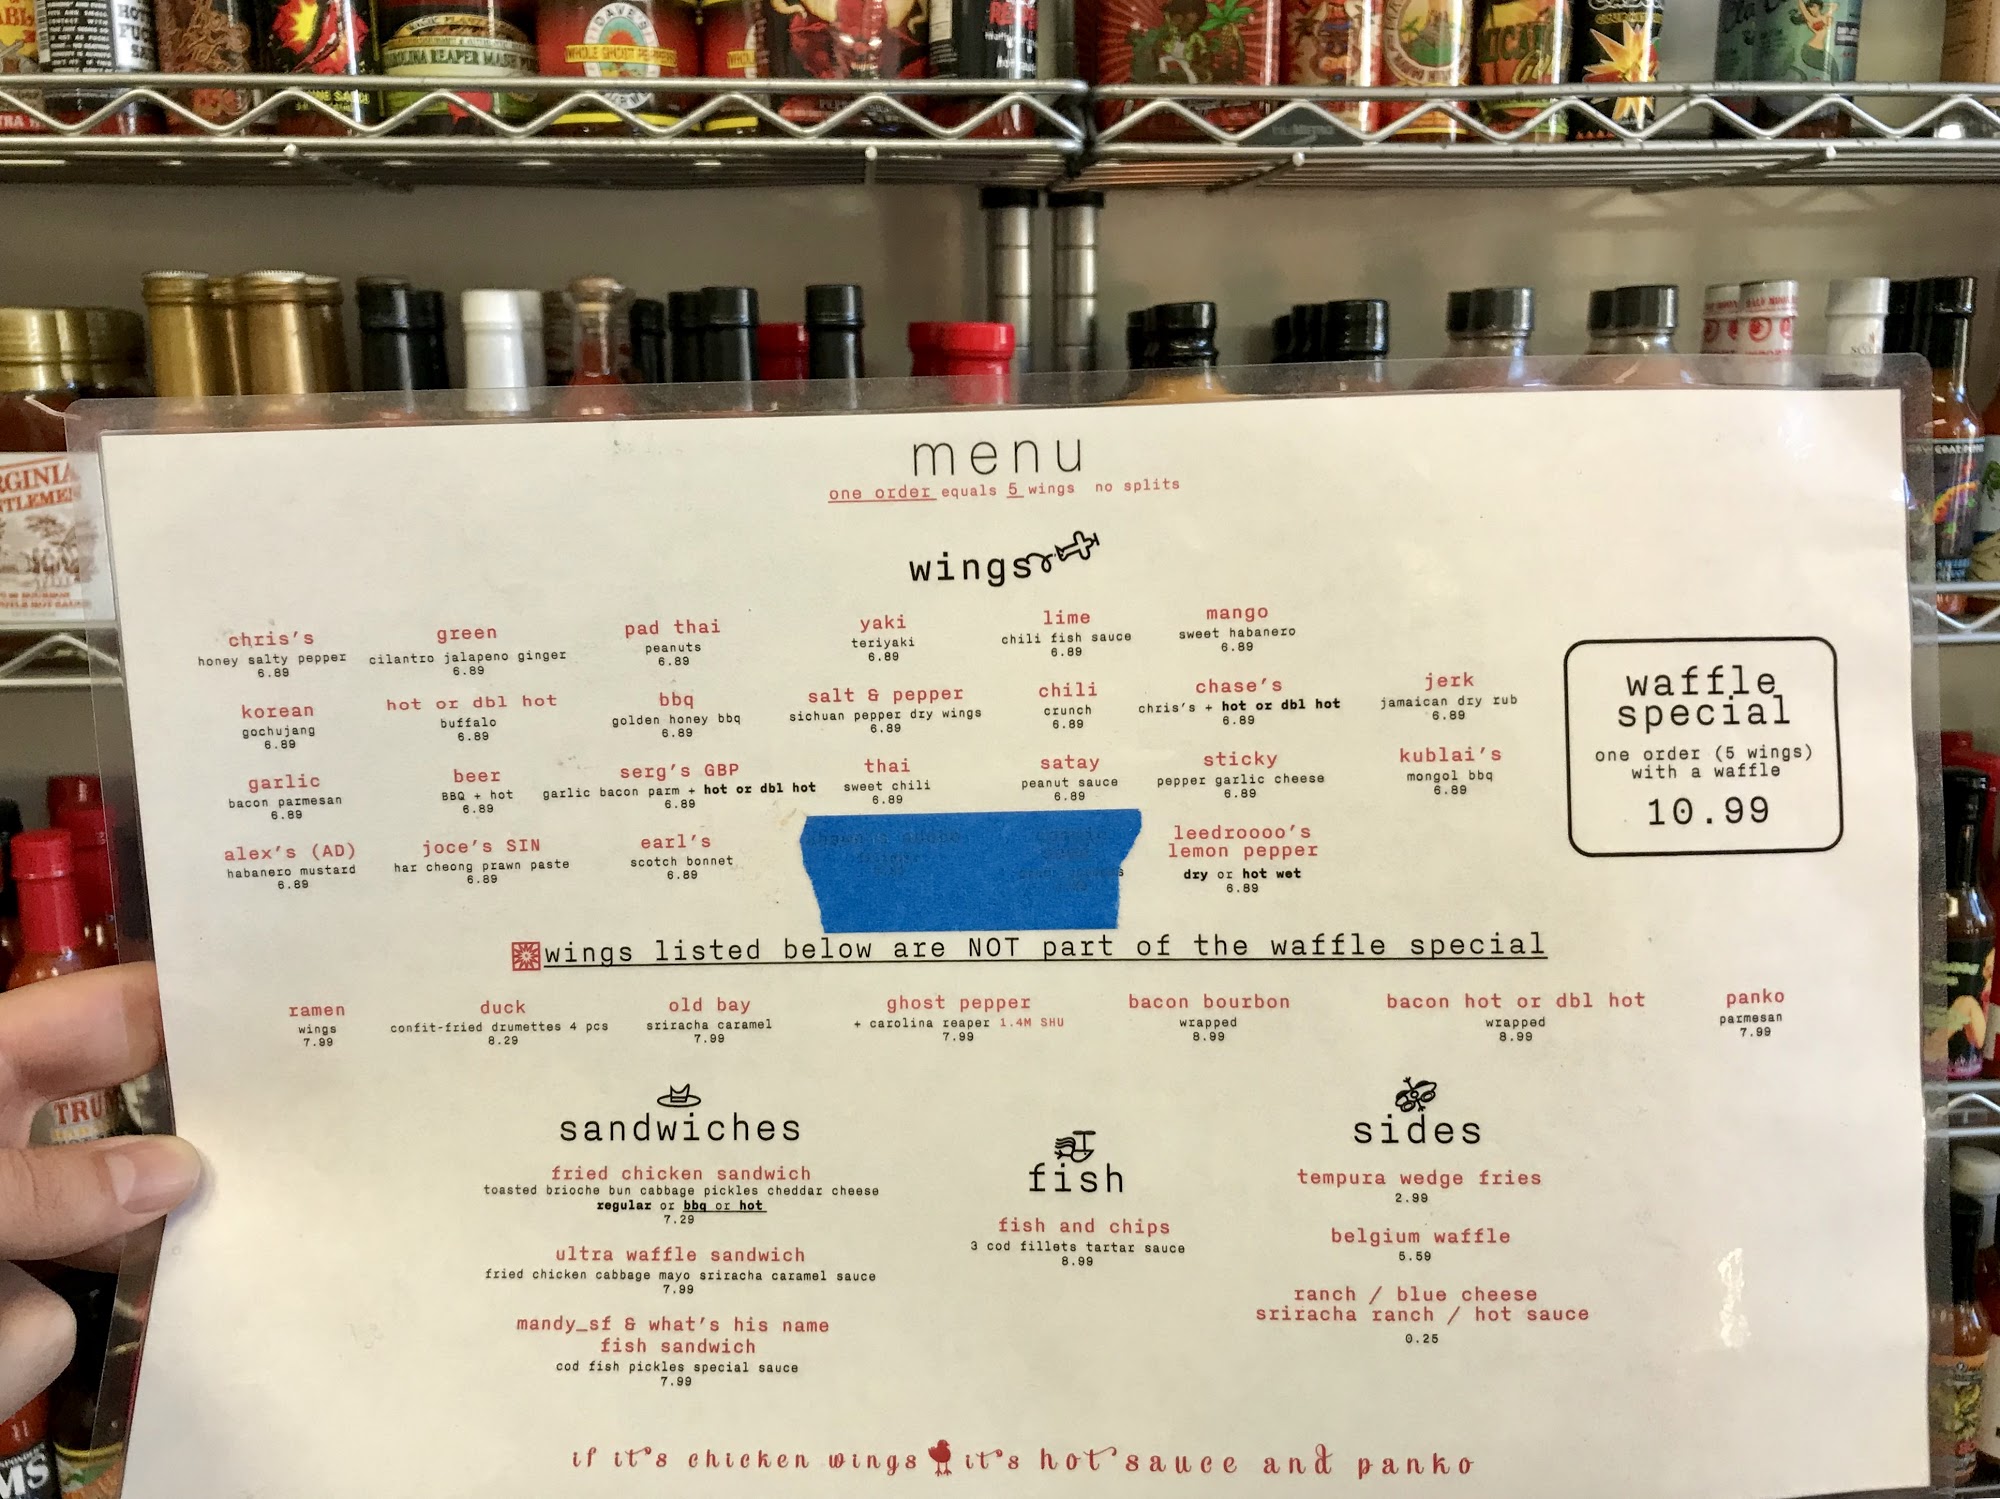 CAROLINA REAPER MASH
DAVE'S
WHOLE GHOST PEPPERS
menu
one order equals 5 wings no splits
wings
chris's
honey salty pepper
6.89
green
cilantro jalapeno ginger
6.89
pad thai
peanuts
6.89
yaki
teriyaki
6.89
lime
chili fish sauce
6.89
mango
sweet habanero
6.89
korean
gochujang
6.89
hot or dbl hot
buffalo
6.89
bbq
golden honey bbq
6.89
salt & pepper
sichuan pepper dry wings
6.89
chili
crunch
6.89
chase's
chris's + hot or dbl hot
6.89
jerk
jamaican dry rub
6.89
garlic
bacon parmesan
6.89
beer
BBQ + hot
6.89
serg's GBP
garlic bacon parm + hot or dbl hot
6.89
thai
sweet chili
6.89
satay
peanut sauce
6.89
sticky
pepper garlic cheese
6.89
kublai's
mongol bbq
6.89
alex's (AD)
habanero mustard
6.89
joce's SIN
har cheong prawn paste
6.89
earl's
scotch bonnet
6.89
leedroooo's
lemon pepper
dry or hot wet
6.89
waffle
special
one order (5 wings)
with a waffle
10.99
wings listed below are NOT part of the waffle special
ramen
wings
7.99
duck
confit-fried drumettes 4 pcs
8.29
old bay
sriracha caramel
7.99
ghost pepper
+ carolina reaper 1.4M SHU
7.99
bacon bourbon
wrapped
8.99
bacon hot or dbl hot
wrapped
8.99
panko
parmesan
7.99
sandwiches
fried chicken sandwich
toasted brioche bun cabbage pickles cheddar cheese
regular or bbq or hot
7.29
ultra waffle sandwich
fried chicken cabbage mayo sriracha caramel sauce
7.99
mandy_sf & what's his name
fish sandwich
cod fish pickles special sauce
7.99
fish
fish and chips
3 cod fillets tartar sauce
8.99
sides
tempura wedge fries
2.99
belgium waffle
5.59
ranch / blue cheese
sriracha ranch / hot sauce
0.25
if it's chicken wings it's hot sauce and panko